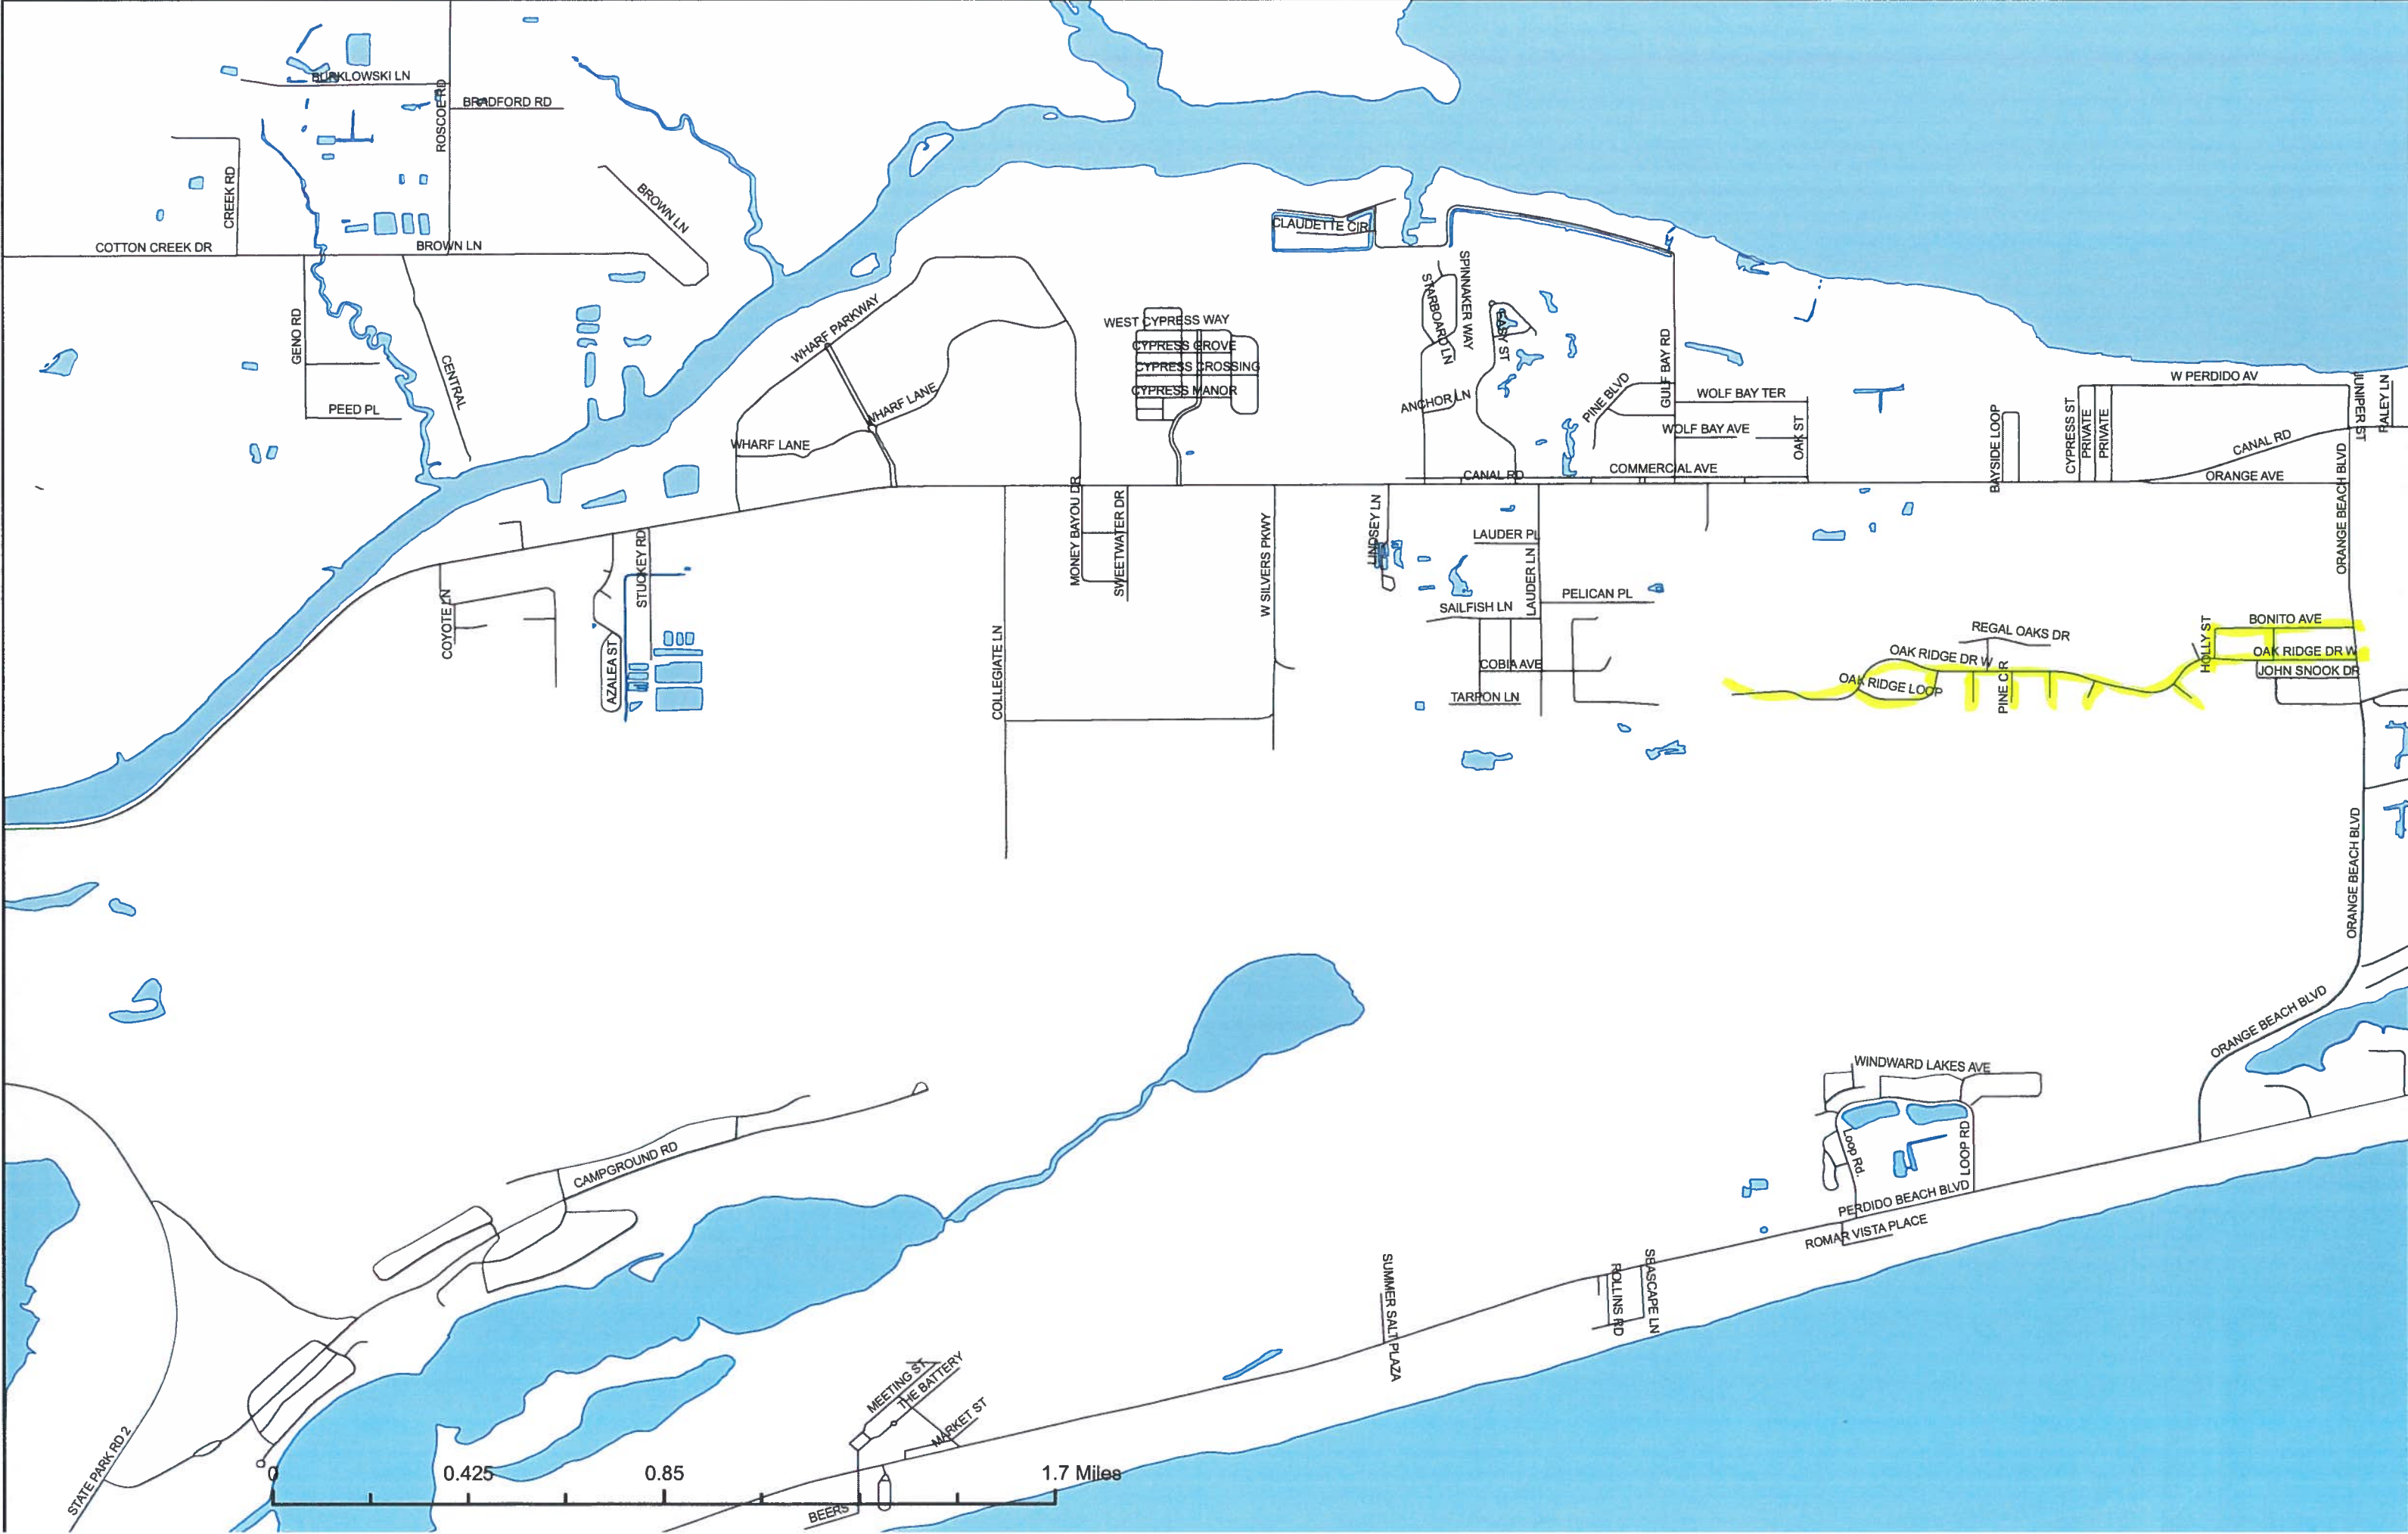 BURKLOWSKI LN
ROSCOE RD
BRADFORD RD
CREEK RD
BROWN LN
COTTON CREEK DR
BROWN LN
GENO RD
CENTRAL
PEED PL
CLAUDETTE CIR
SPINNAKER WAY
STARBOARD LN
EASY ST
WHARF PARKWAY
WEST CYPRESS WAY
CYPRESS GROVE
CYPRESS CROSSING
CYPRESS MANOR
WHARF LANE
WHARF LANE
ANCHOR LN
PINE BLVD
GULF BAY RD
WOLF BAY TER
WOLF BAY AVE
OAK ST
CANAL RD
COMMERCIAL AVE
BAYSIDE LOOP
CYPRESS ST
PRIVATE
PRIVATE
W PERDIDO AV
JUNIPER ST
RALEY LN
CANAL RD
ORANGE AVE
ORANGE BEACH BLVD
COYOTE LN
STUCKEY RD
AZALEA ST
COLLEGIATE LN
MONEY BAYOU DR
SWEETWATER DR
W SILVERS PKWY
LINDSEY LN
LAUDER PL
LAUDER LN
PELICAN PL
SAILFISH LN
COBIA AVE
TARPON LN
REGAL OAKS DR
OAK RIDGE DR W
OAK RIDGE LOOP
PINE CR
HOLLY ST
BONITO AVE
OAK RIDGE DR W
JOHN SNOOK DR
ORANGE BEACH BLVD
ORANGE BEACH BLVD
WINDWARD LAKES AVE
Loop Rd.
LOOP RD
PERDIDO BEACH BLVD
ROMAR VISTA PLACE
CAMPGROUND RD
SUMMER SALT PLAZA
ROLLINS RD
SEASCAPE LN
MEETING ST
THE BATTERY
MARKET ST
STATE PARK RD 2
BEERS
0 0.425 0.85 1.7 Miles